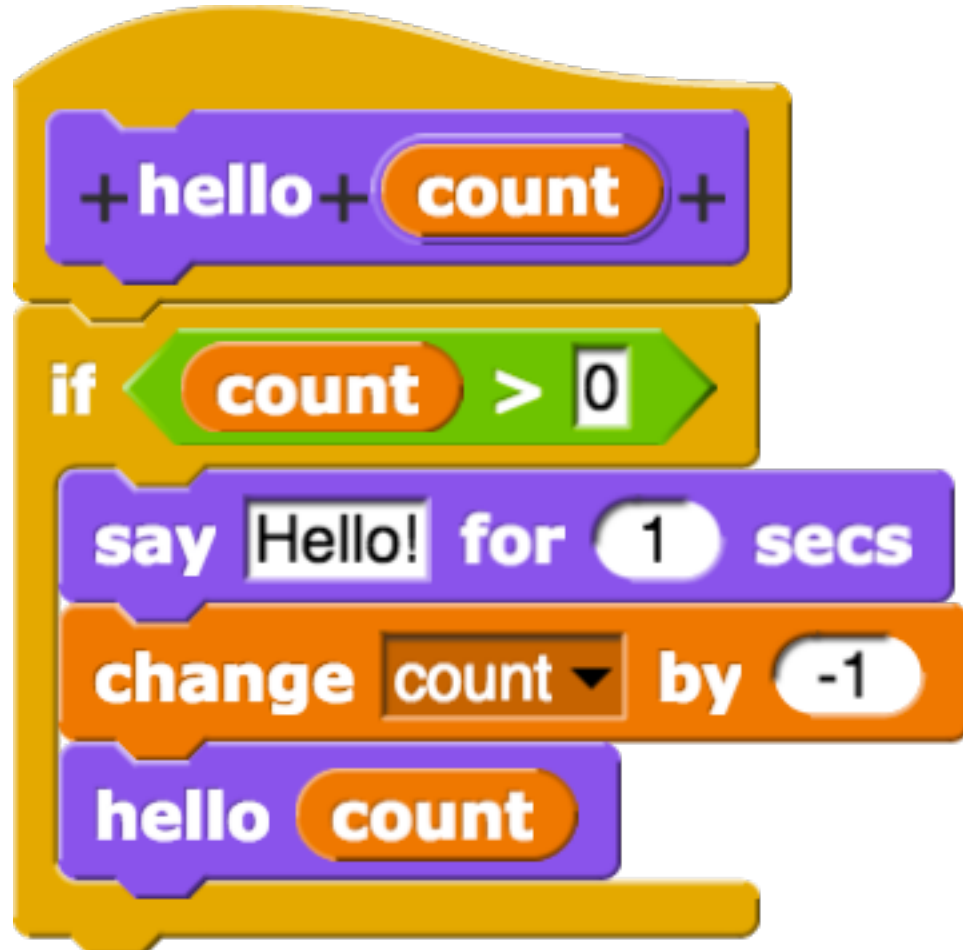 +hello+ count +
if count > 0
say Hello! for 1 secs
change count by -1
hello count